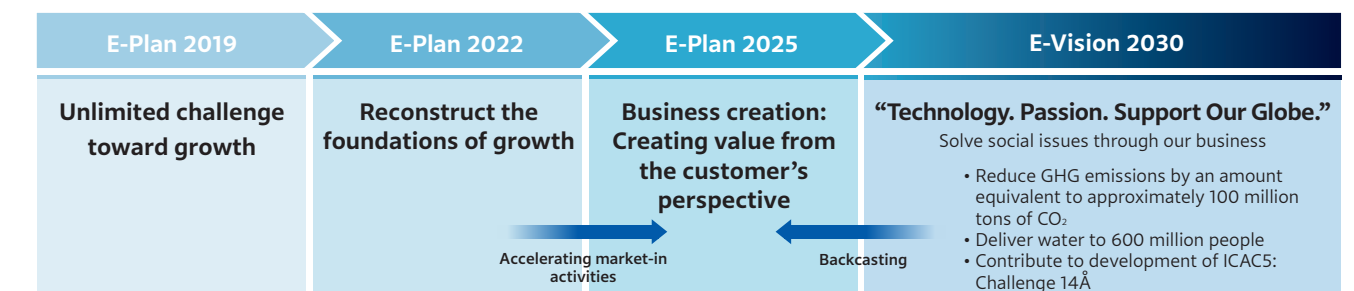 E-Plan 2019
E-Plan 2022
E-Plan 2025
E-Vision 2030
Unlimited challenge
toward growth
Reconstruct the
foundations of growth
Business creation:
Creating value from
the customer’s
perspective
Accelerating market-in
activities
“Technology. Passion. Support Our Globe.”
Solve social issues through our business
• Reduce GHG emissions by an amount
equivalent to approximately 100 million
tons of CO₂
• Deliver water to 600 million people
• Contribute to development of ICAC5:
Challenge 14Å
Backcasting